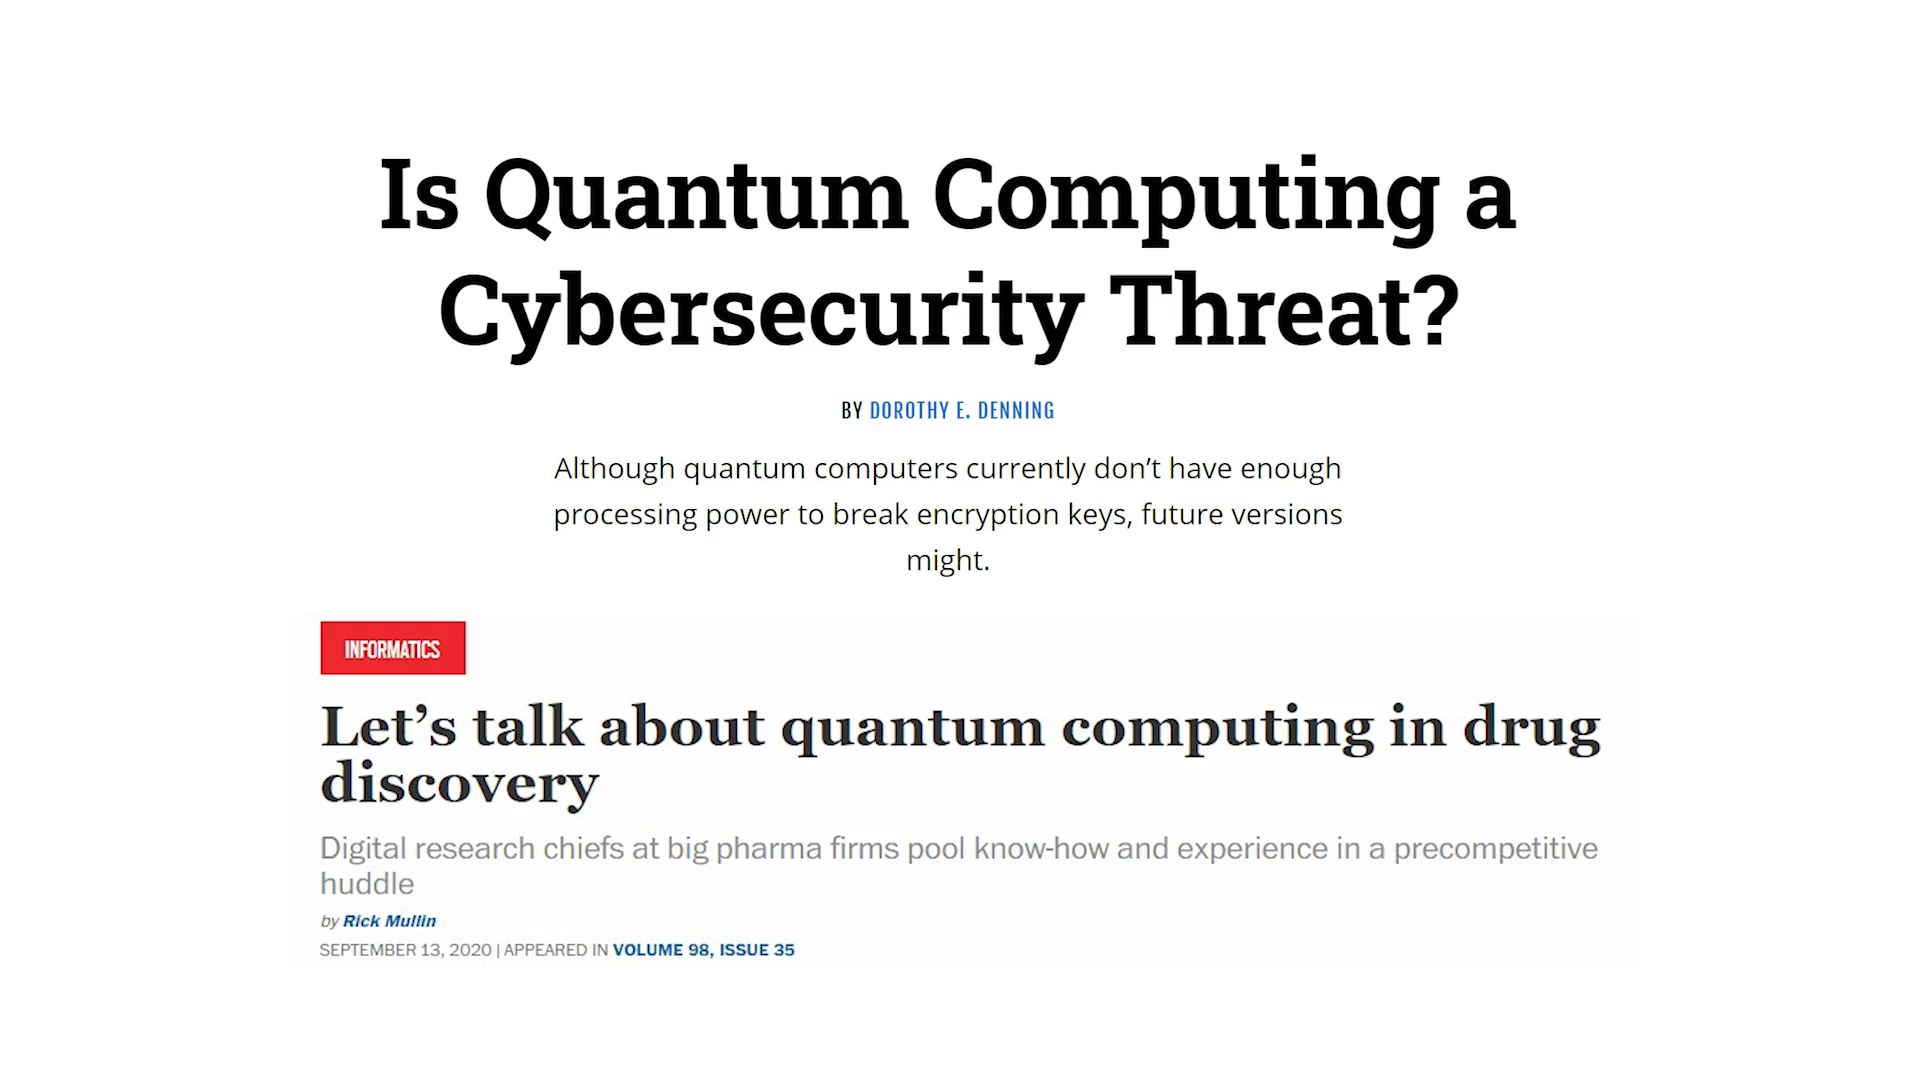 Is Quantum Computing a
Cybersecurity Threat?
BY DOROTHY E. DENNING
Although quantum computers currently don’t have enough
processing power to break encryption keys, future versions
might.
INFORMATICS
Let’s talk about quantum computing in drug
discovery
Digital research chiefs at big pharma firms pool know-how and experience in a precompetitive
huddle
by Rick Mullin
SEPTEMBER 13, 2020 | APPEARED IN VOLUME 98, ISSUE 35